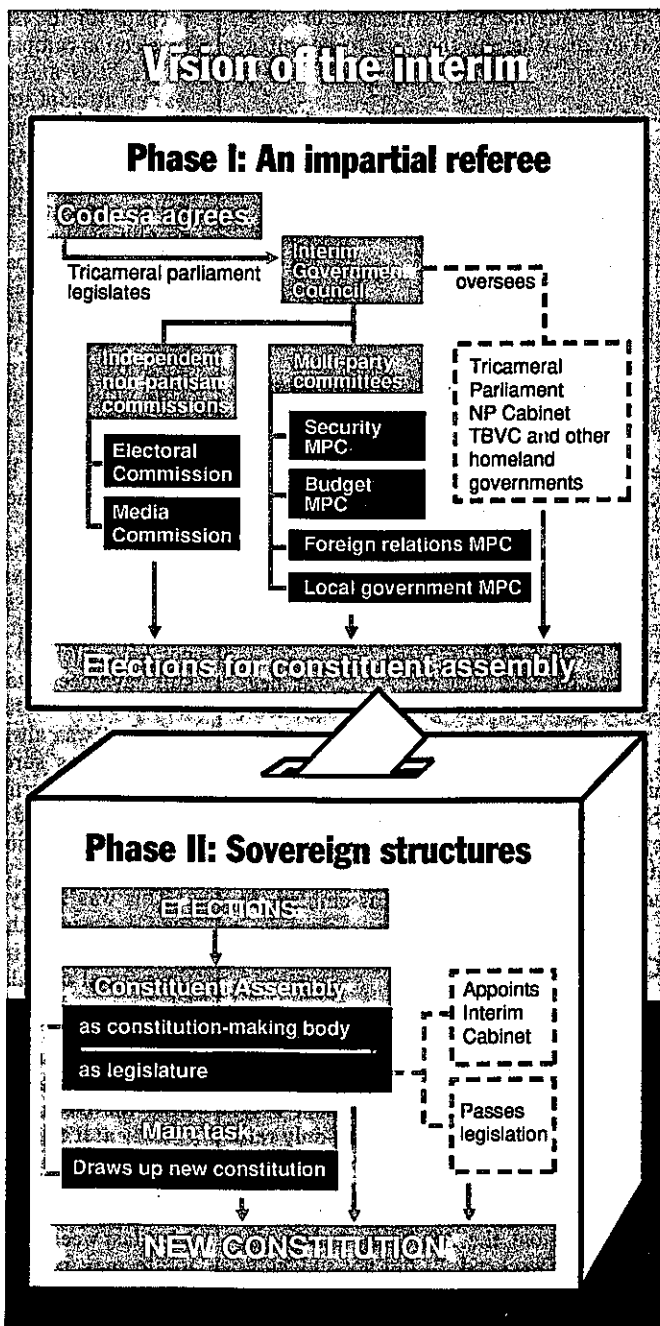 Vision of the interim
Phase I: An impartial referee
Codesa agrees
Tricameral parliament
legislates
Interim
Government
Council
oversees
Independent
non-partisan
commissions
Electoral
Commission
Media
Commission
Multi-party
committees
Security
MPC
Budget
MPC
Foreign relations MPC
Local government MPC
Tricameral
Parliament
NP Cabinet
TBVC and other
homeland
governments
Elections for constituent assembly
Phase II: Sovereign structures
ELECTIONS
Constituent Assembly
as constitution-making body
as legislature
Appoints
Interim
Cabinet
Passes
legislation
Main task
Draws up new constitution
NEW CONSTITUTION